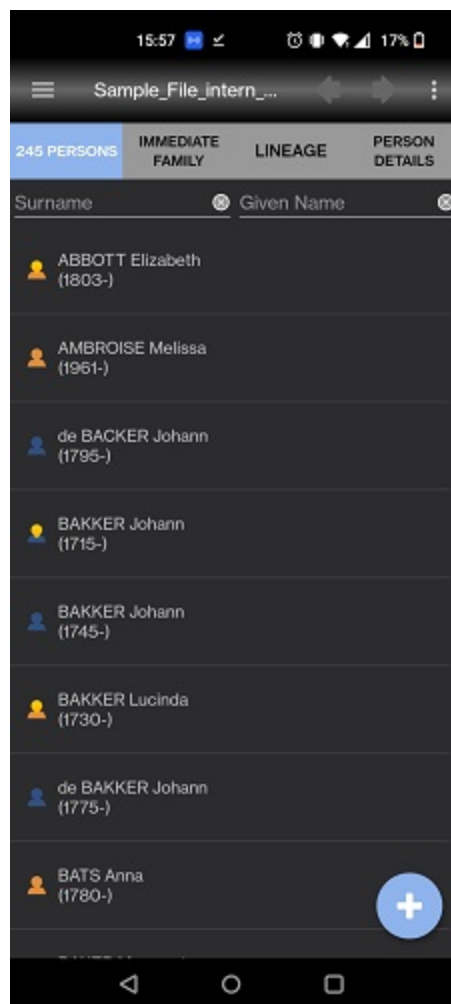 15:57
17%
Sample_File_intern_...
245 PERSONS
IMMEDIATE
FAMILY
LINEAGE
PERSON
DETAILS
Surname
Given Name
ABBOTT Elizabeth
(1803-)
AMBROISE Melissa
(1961-)
de BACKER Johann
(1795-)
BAKKER Johann
(1715-)
BAKKER Johann
(1745-)
BAKKER Lucinda
(1730-)
de BAKKER Johann
(1775-)
BATS Anna
(1780-)